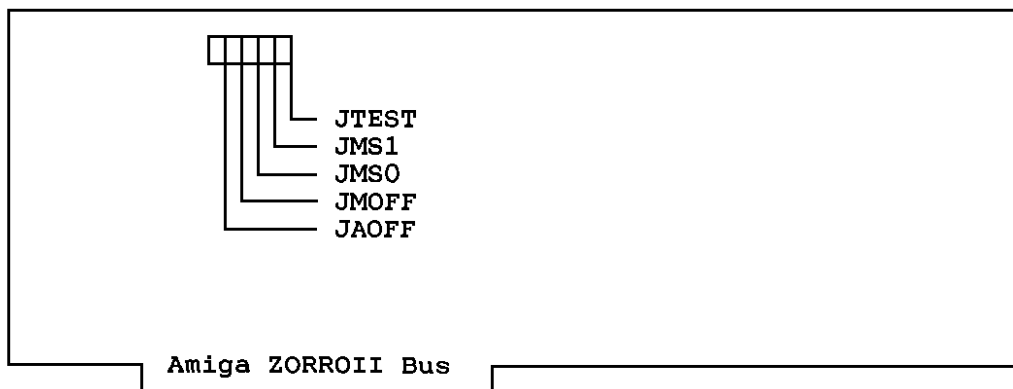 JTEST
JMS1
JMS0
JMOFF
JAOFF
Amiga ZORROII Bus